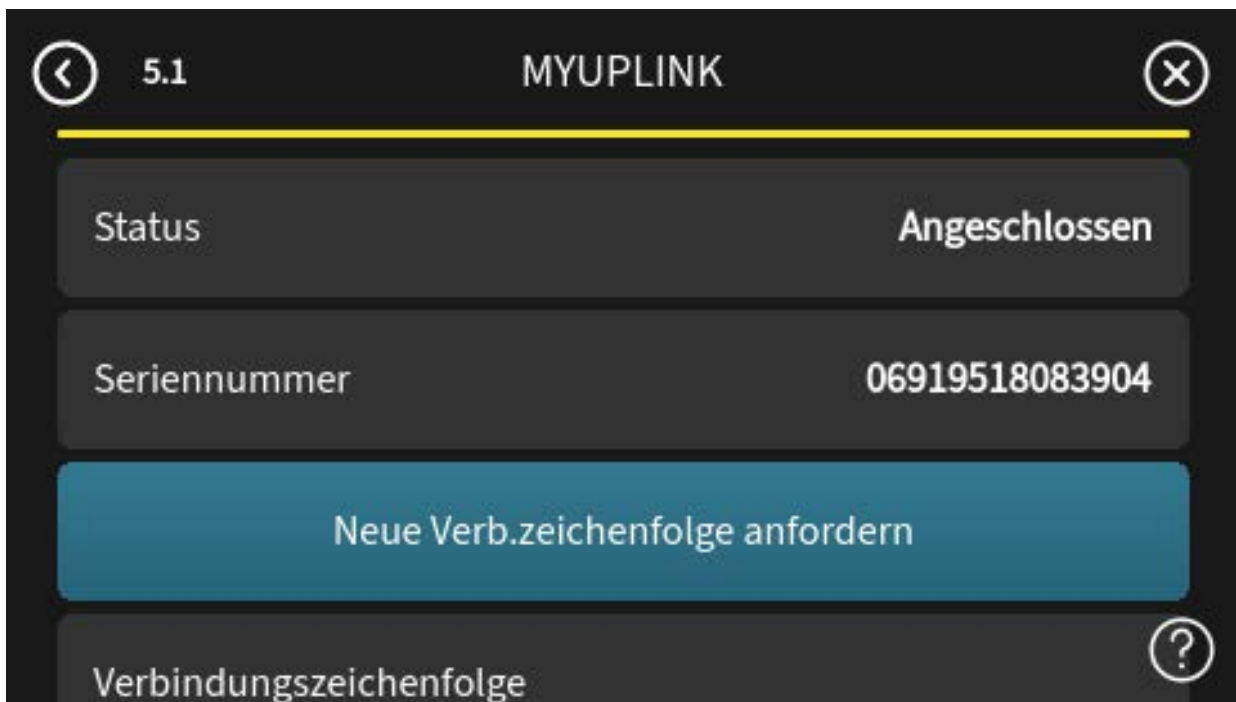 5.1 MYUPLINK
Status Angeschlossen
Seriennummer 06919518083904
Neue Verb.zeichenfolge anfordern
Verbindungszeichenfolge
?